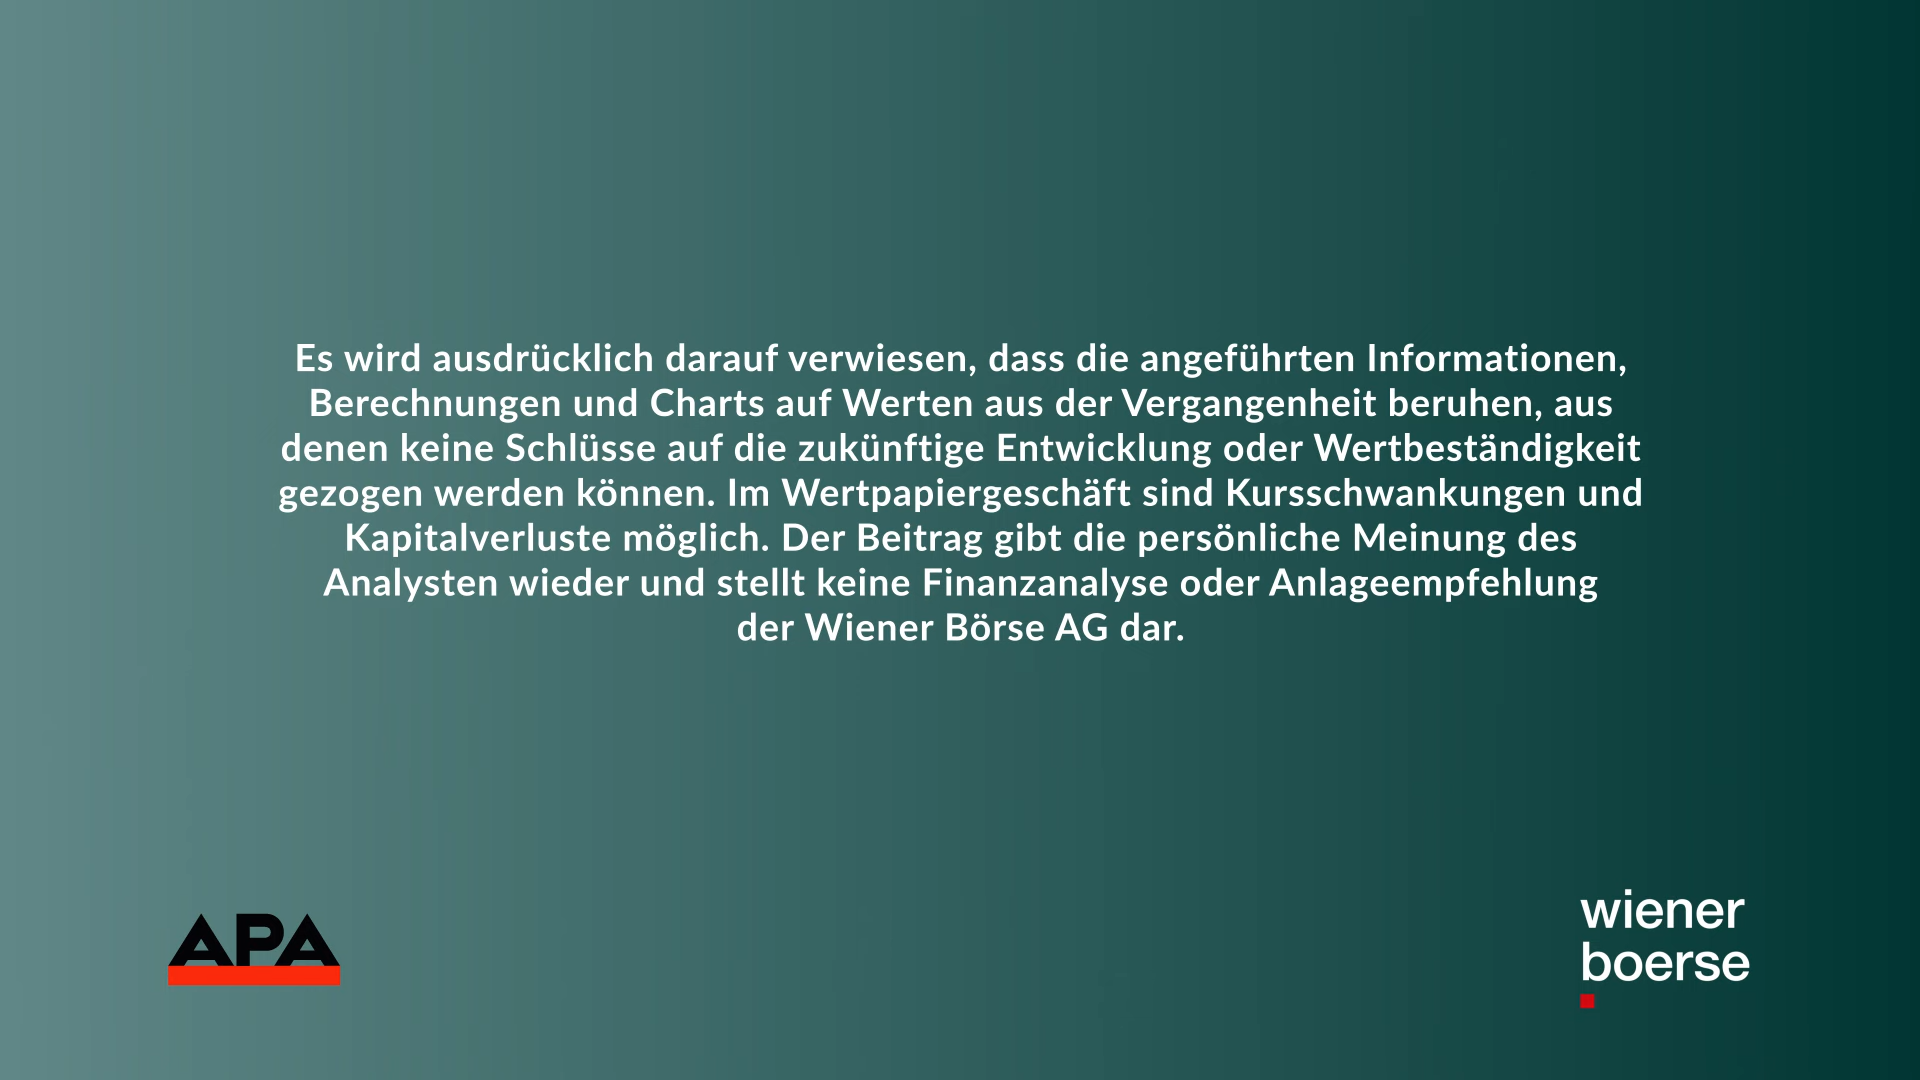 Es wird ausdrücklich darauf verwiesen, dass die angeführten Informationen,
Berechnungen und Charts auf Werten aus der Vergangenheit beruhen, aus
denen keine Schlüsse auf die zukünftige Entwicklung oder Wertbeständigkeit
gezogen werden können. Im Wertpapiergeschäft sind Kursschwankungen und
Kapitalverluste möglich. Der Beitrag gibt die persönliche Meinung des
Analysten wieder und stellt keine Finanzanalyse oder Anlageempfehlung
der Wiener Börse AG dar.
APA
wiener
boerse